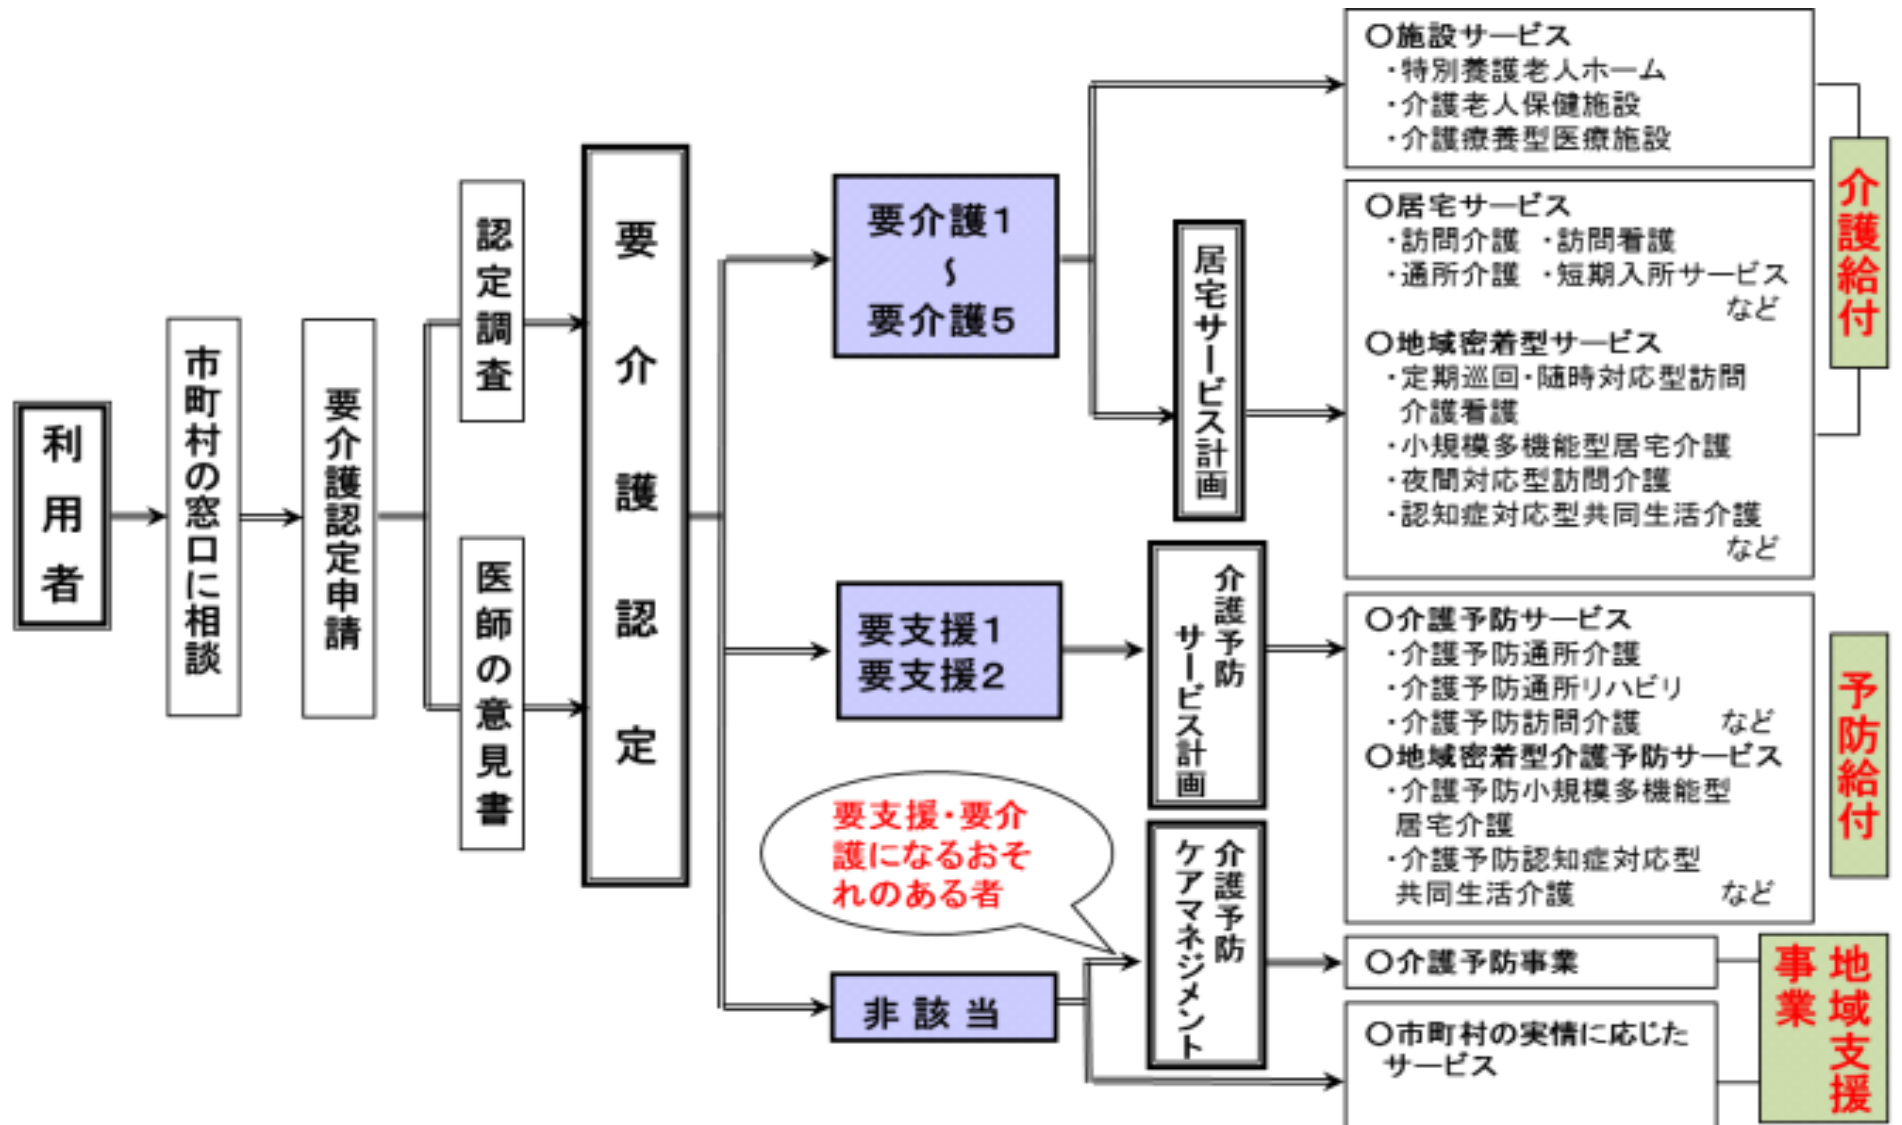 利用者
市町村の窓口に相談
要介護認定申請
認定調査
医師の意見書
要介護認定
要介護1
〜
要介護5
要支援1
要支援2
要支援・要介
護になるおそ
れのある者
非該当
居宅サービス計画
介護予防
サービス計画
介護予防
ケアマネジメント
〇施設サービス
・特別養護老人ホーム
・介護老人保健施設
・介護療養型医療施設
〇居宅サービス
・訪問介護 ・訪問看護
・通所介護 ・短期入所サービス
など
〇地域密着型サービス
・定期巡回・随時対応型訪問
介護看護
・小規模多機能型居宅介護
・夜間対応型訪問介護
・認知症対応型共同生活介護
など
〇介護予防サービス
・介護予防通所介護
・介護予防通所リハビリ
・介護予防訪問介護 など
〇地域密着型介護予防サービス
・介護予防小規模多機能型
居宅介護
・介護予防認知症対応型
共同生活介護 など
〇介護予防事業
〇市町村の実情に応じた
サービス
介護給付
予防給付
地域支援
事業